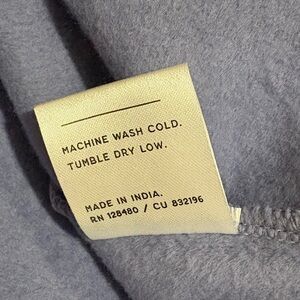 MACHINE WASH COLD.
TUMBLE DRY LOW.
MADE IN INDIA.
RN 128480 / CU 832196